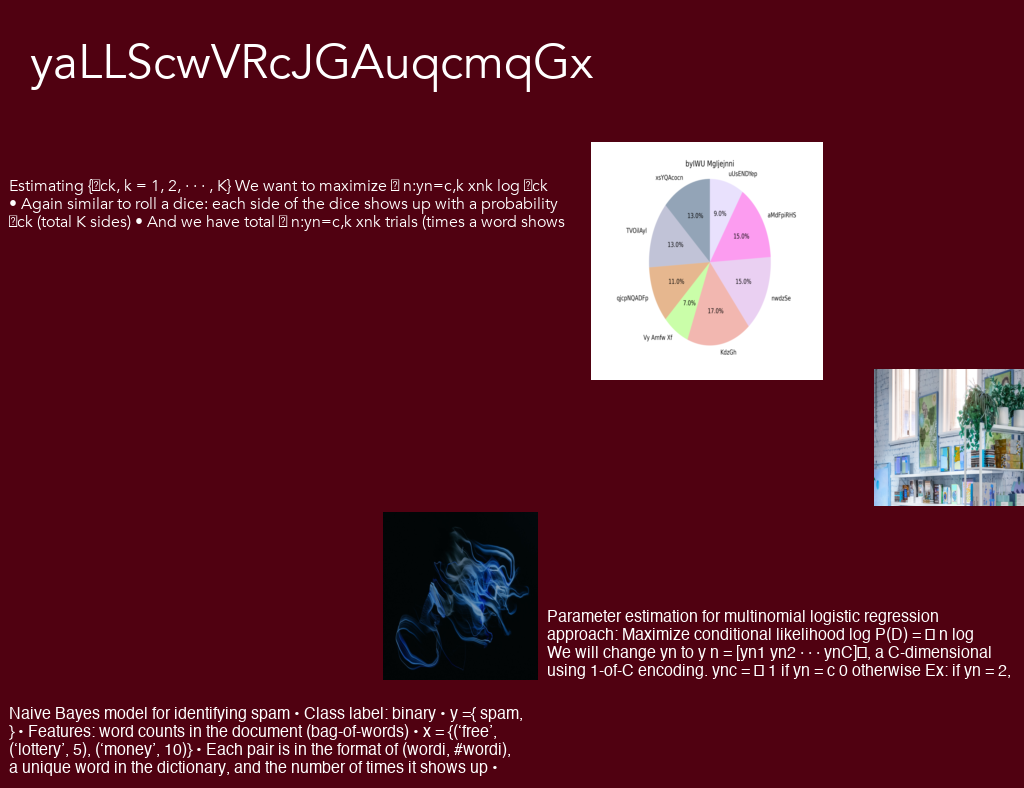 yaLLScwVRcJGAuqcmqGx
Estimating {▯ck, k = 1, 2, · · · , K} We want to maximize ▯ n:yn=c,k xnk log ▯ck
• Again similar to roll a dice: each side of the dice shows up with a probability
▯ck (total K sides) • And we have total ▯ n:yn=c,k xnk trials (times a word shows
byIWU MgIjejnni
uUsENDYep
xsYQAcocn
aMdFpiRHS
13.0%
9.0%
TVOilAyl
15.0%
13.0%
11.0%
15.0%
qjcpNQADFp
nwdzSe
7.0%
17.0%
Vy Amfw Xf
KdzGh
Parameter estimation for multinomial logistic regression
approach: Maximize conditional likelihood log P(D) = ▯ n log
We will change yn to y n = [yn1 yn2 · · · ynC]▯, a C-dimensional
using 1-of-C encoding. ync = ▯ 1 if yn = c 0 otherwise Ex: if yn = 2,
Naive Bayes model for identifying spam • Class label: binary • y ={ spam,
} • Features: word counts in the document (bag-of-words) • x = {(‘free’,
(‘lottery’, 5), (‘money’, 10)} • Each pair is in the format of (wordi, #wordi),
a unique word in the dictionary, and the number of times it shows up •